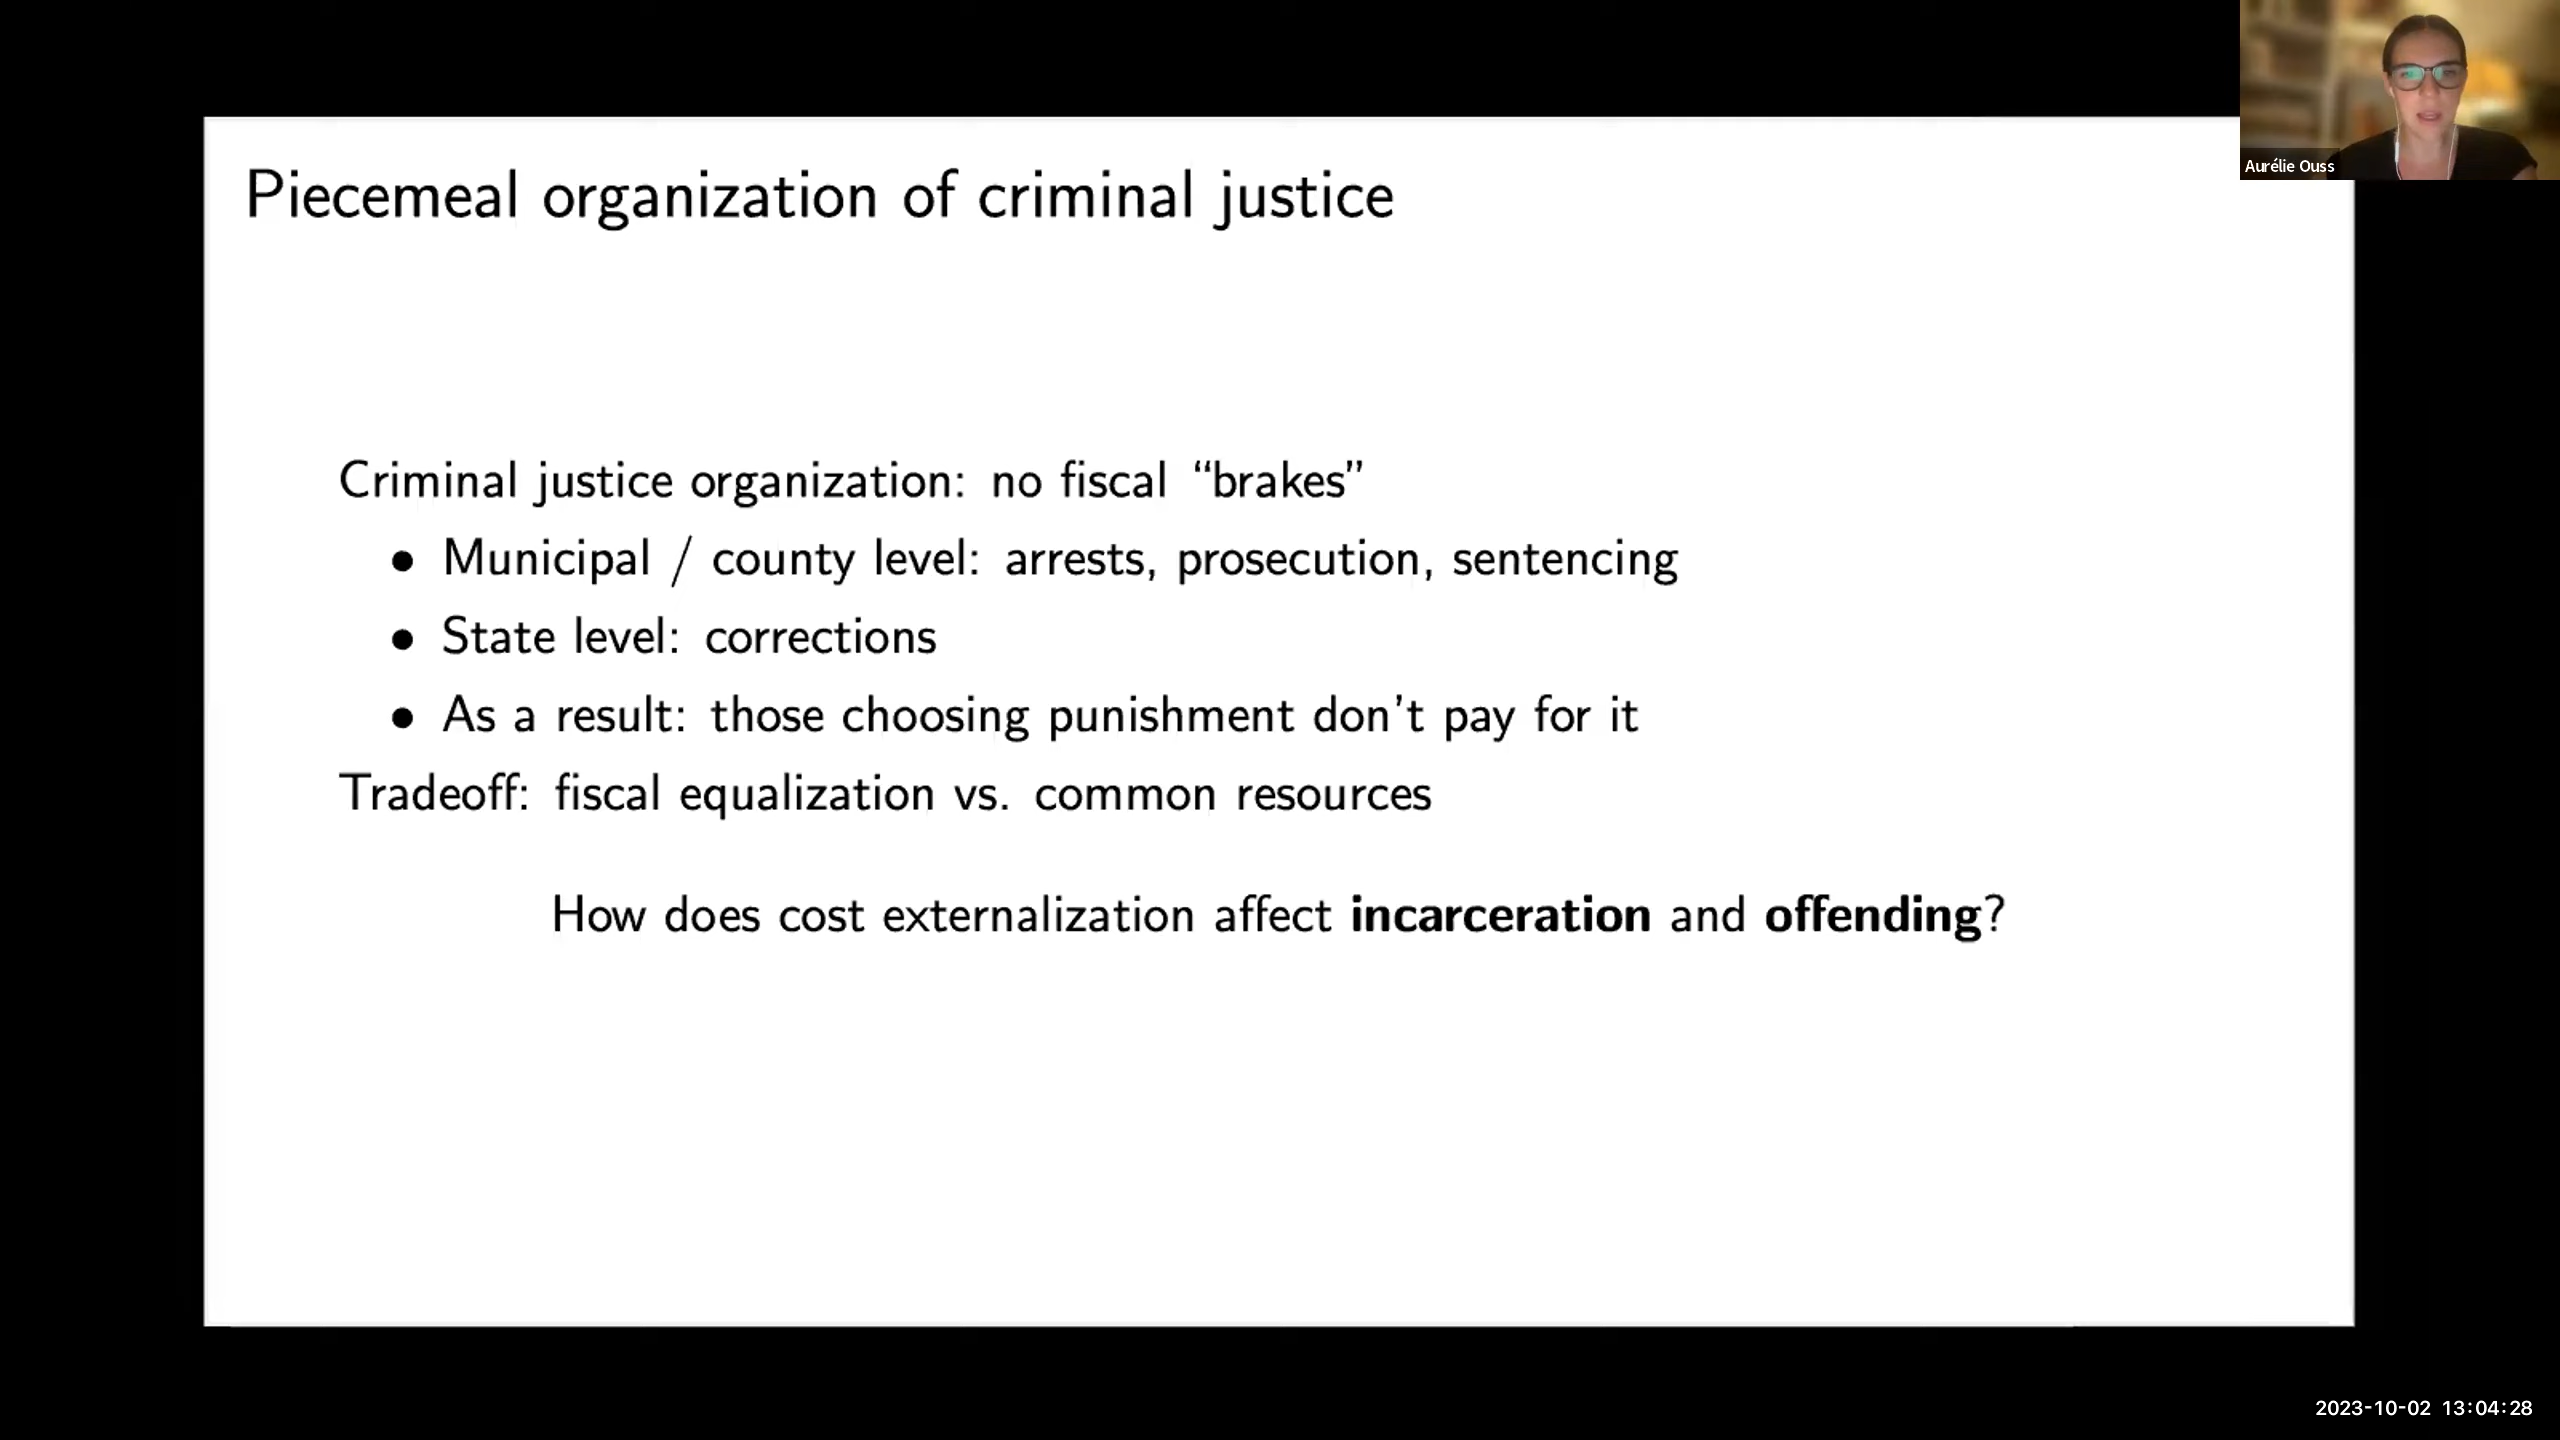 Aurélie Ouss
Piecemeal organization of criminal justice
Criminal justice organization: no fiscal “brakes”
• Municipal / county level: arrests, prosecution, sentencing
• State level: corrections
• As a result: those choosing punishment don’t pay for it
Tradeoff: fiscal equalization vs. common resources
How does cost externalization affect incarceration and offending?
2023-10-02 13:04:28